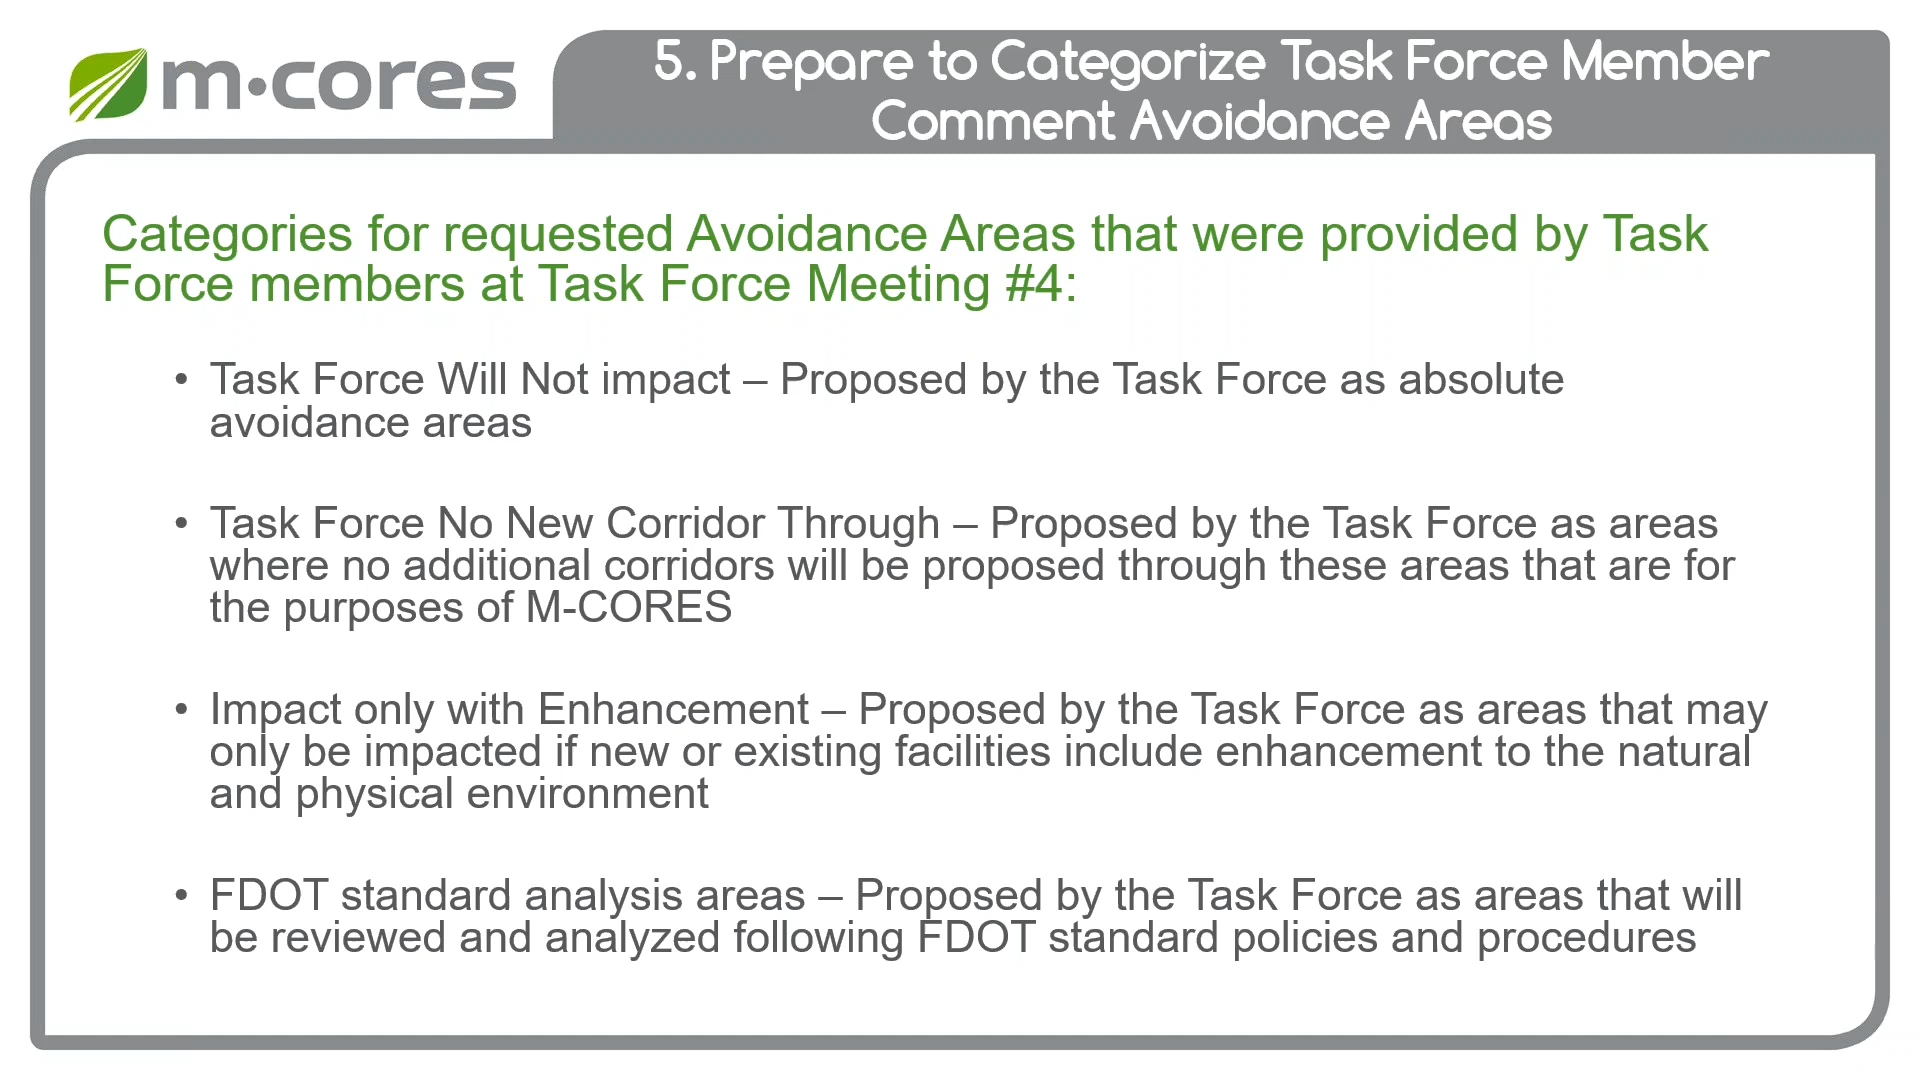 m·cores
5. Prepare to Categorize Task Force Member
Comment Avoidance Areas
Categories for requested Avoidance Areas that were provided by Task
Force members at Task Force Meeting #4:
• Task Force Will Not impact – Proposed by the Task Force as absolute
avoidance areas
• Task Force No New Corridor Through – Proposed by the Task Force as areas
where no additional corridors will be proposed through these areas that are for
the purposes of M-CORES
• Impact only with Enhancement – Proposed by the Task Force as areas that may
only be impacted if new or existing facilities include enhancement to the natural
and physical environment
• FDOT standard analysis areas – Proposed by the Task Force as areas that will
be reviewed and analyzed following FDOT standard policies and procedures